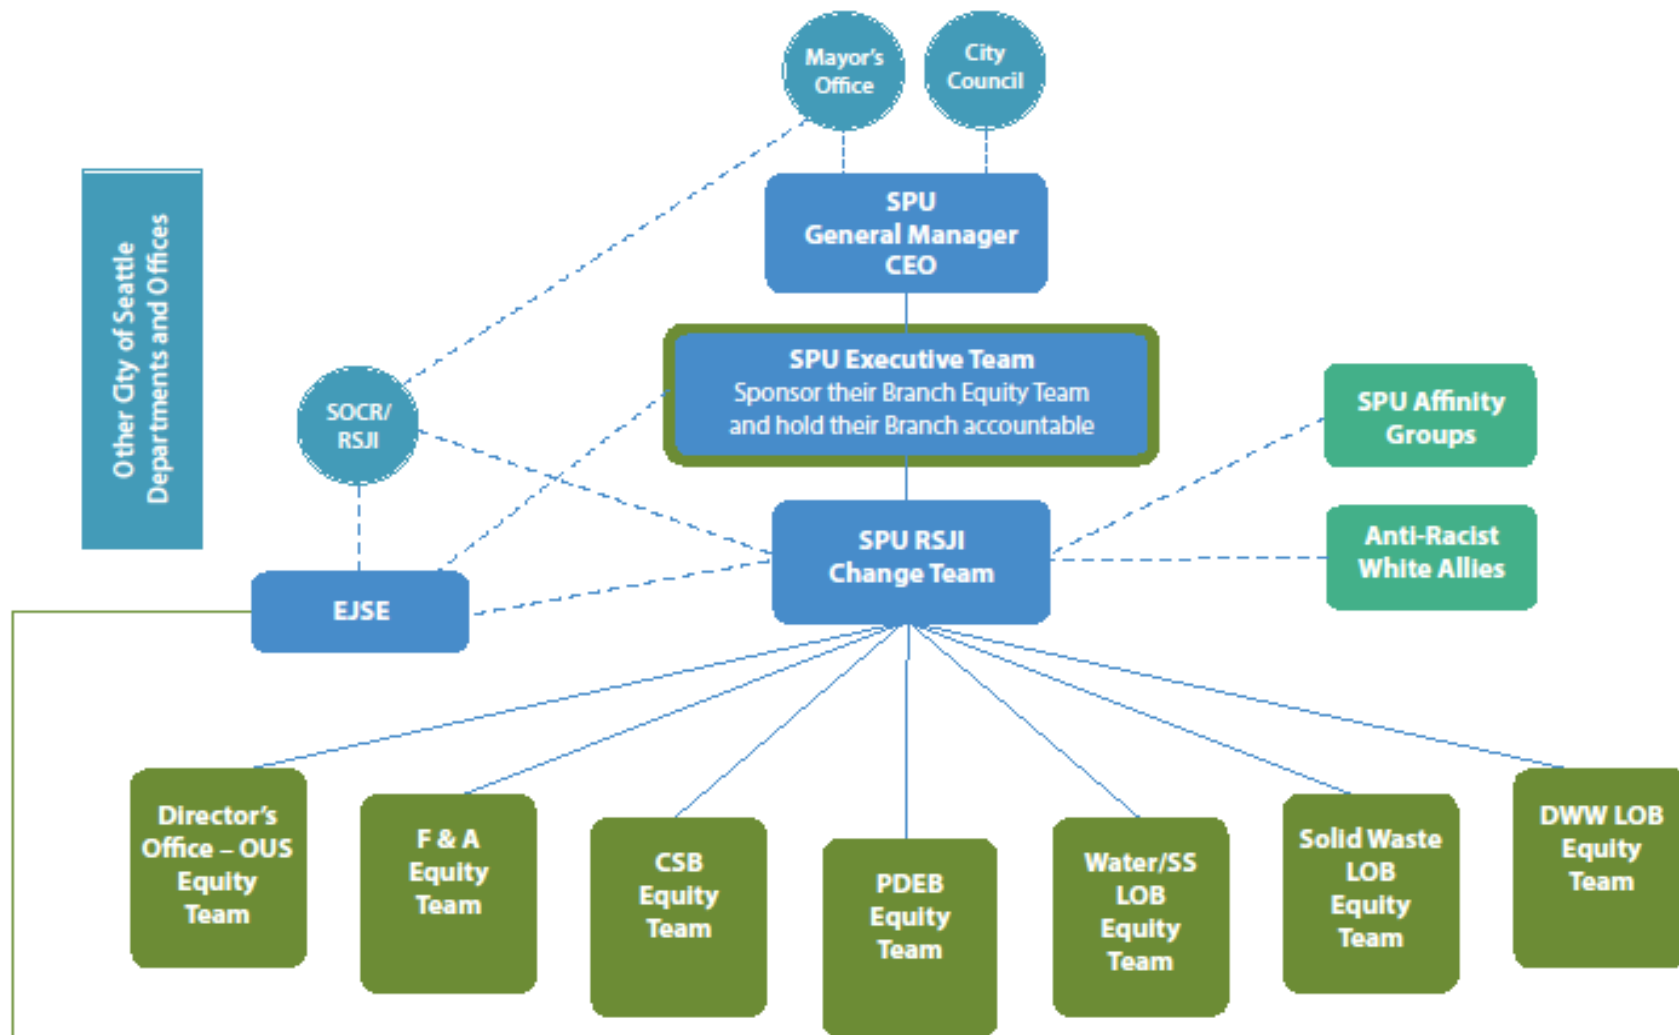 Mayor's
Office
City
Council
SPU
General Manager
CEO
Other City of Seattle
Departments and Offices
SPU Executive Team
Sponsor their Branch Equity Team
and hold their Branch accountable
SOCR/
RSJI
SPU Affinity
Groups
SPU RSJI
Change Team
Anti-Racist
White Allies
EJSE
Director's
Office – OUS
Equity
Team
F & A
Equity
Team
CSB
Equity
Team
PDEB
Equity
Team
Water/SS
LOB
Equity
Team
Solid Waste
LOB
Equity
Team
DWW LOB
Equity
Team